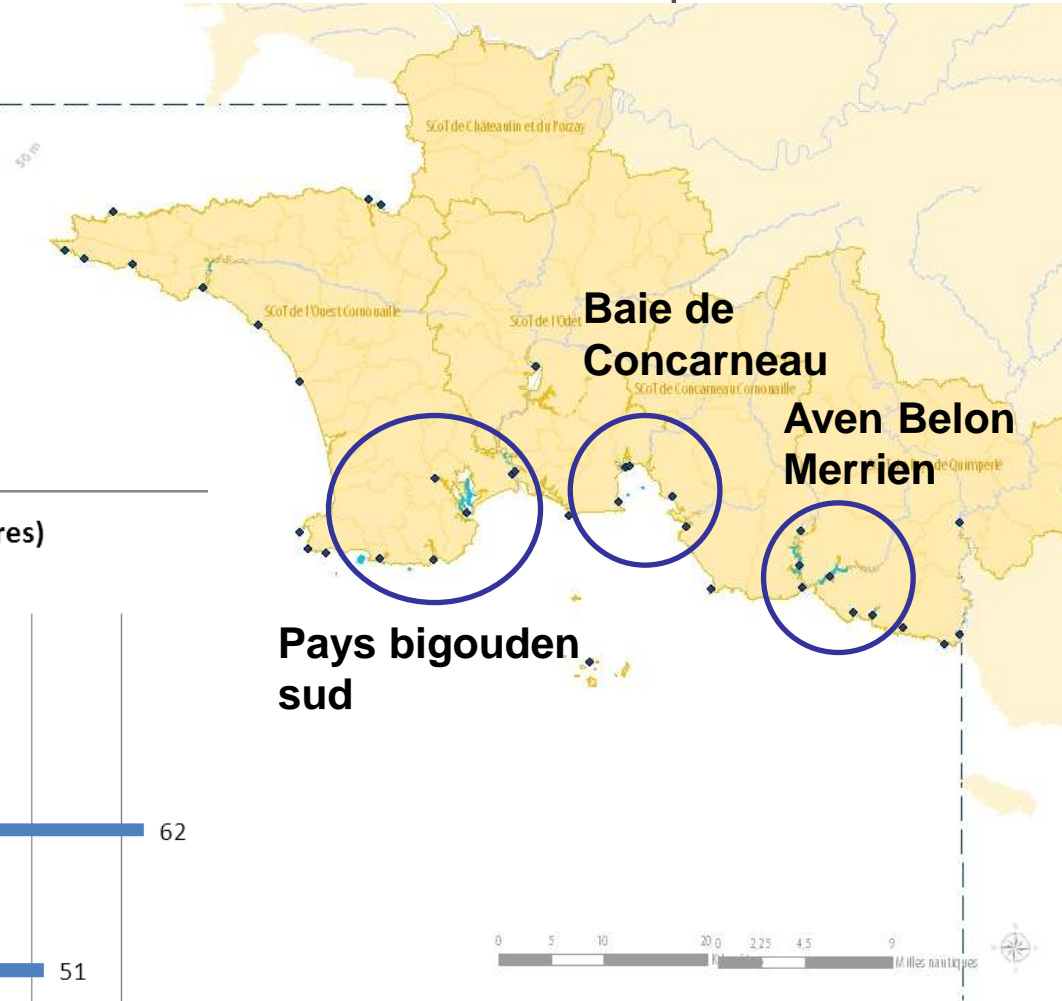 50 m
SCoT de Châteaulin et du Porzay
SCoT de l'Ouest Cornouaille
SCoT de l'Odet
Baie de
Concarneau
SCoT de Concarneau Cornouaille
Aven Belon
Merrien
de Quimperlé
res)
Pays bigouden
sud
62
51
0 5 10 20
0 2,25 4,5 9
Milles nautiques